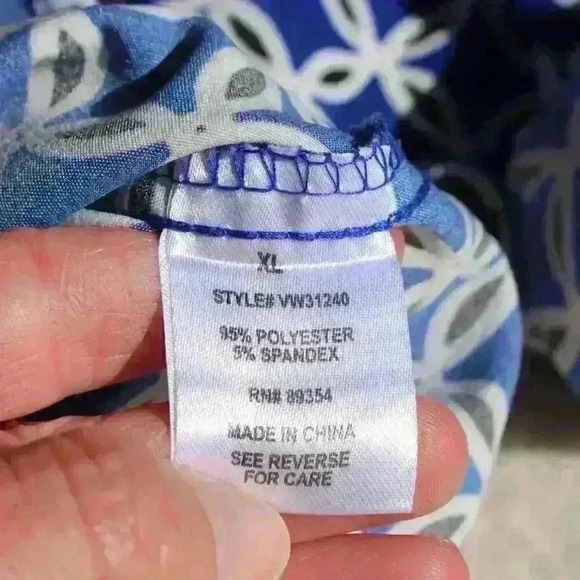 XL
STYLE# VW31240
95% POLYESTER
5% SPANDEX
RN# 89354
MADE IN CHINA
SEE REVERSE
FOR CARE